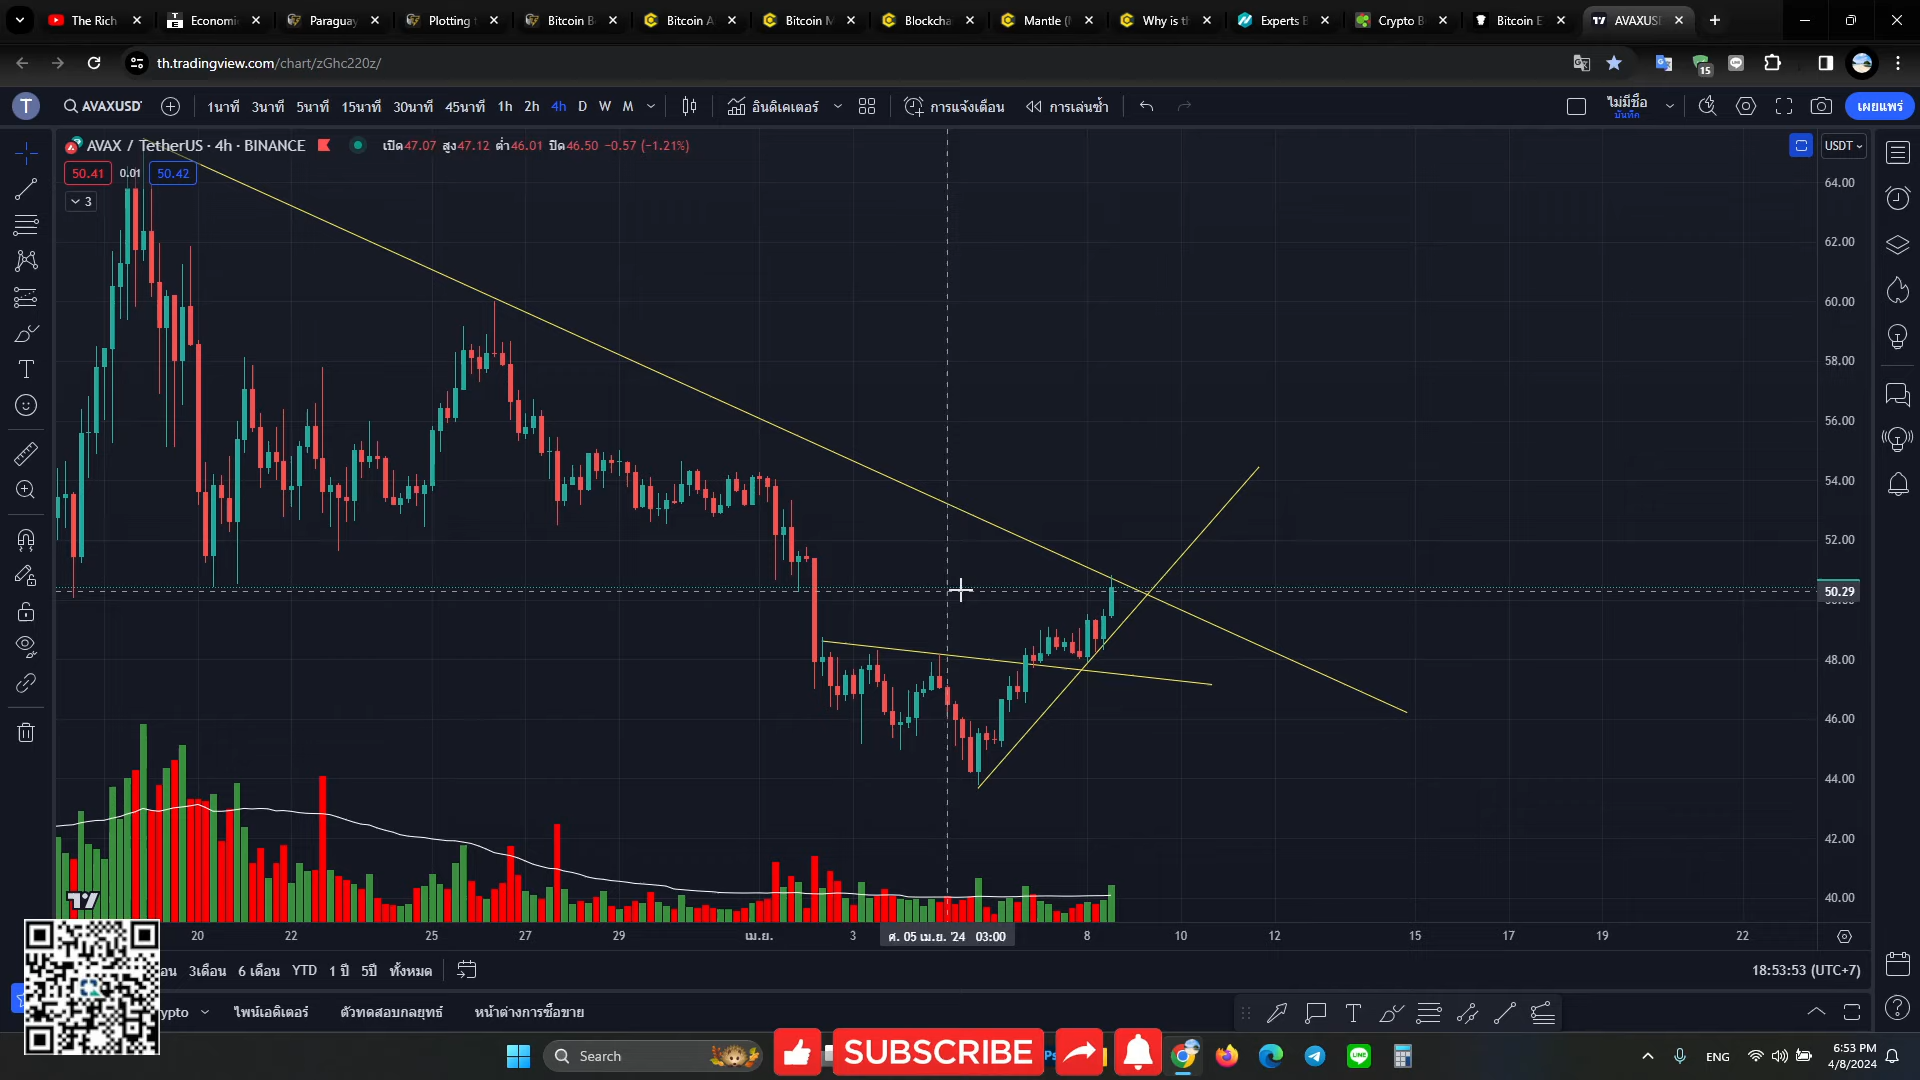 The Rich
Economi
Paraguay
Plotting
Bitcoin B
Bitcoin A
Bitcoin M
Blockcha
Mantle (
Why is th
Experts B
Crypto B
Bitcoin E
AVAXUS
th.tradingview.com/chart/zGhc220z/
15
T
AVAXUSD
1นาที 3นาที 5นาที 15นาที 30นาที 45นาที 1h 2h 4h D W M
อินดิเคเตอร์
การแจ้งเตือน
การเล่นซ้ำ
ไม่มีชื่อ
บันทึก
เผยแพร่
AVAX / TetherUS · 4h · BINANCE
เปิด47.07 สูง47.12 ต่ำ46.01 ปิด46.50 −0.57 (−1.21%)
USDT
50.41 0.01 50.42
3
64.00
62.00
60.00
58.00
56.00
54.00
52.00
50.29
48.00
46.00
44.00
42.00
40.00
20 22 25 27 29 เม.ย. 3 ศ. 05 เม.ย. '24 03:00 8 10 12 15 17 19 22
3เดือน 6 เดือน YTD 1 ปี 5ปี ทั้งหมด
18:53:53 (UTC+7)
ypto
ไพน์เอดิเตอร์
ตัวทดสอบกลยุทธ์
หน้าต่างการซื้อขาย
Search
SUBSCRIBE
ENG
6:53 PM
4/8/2024